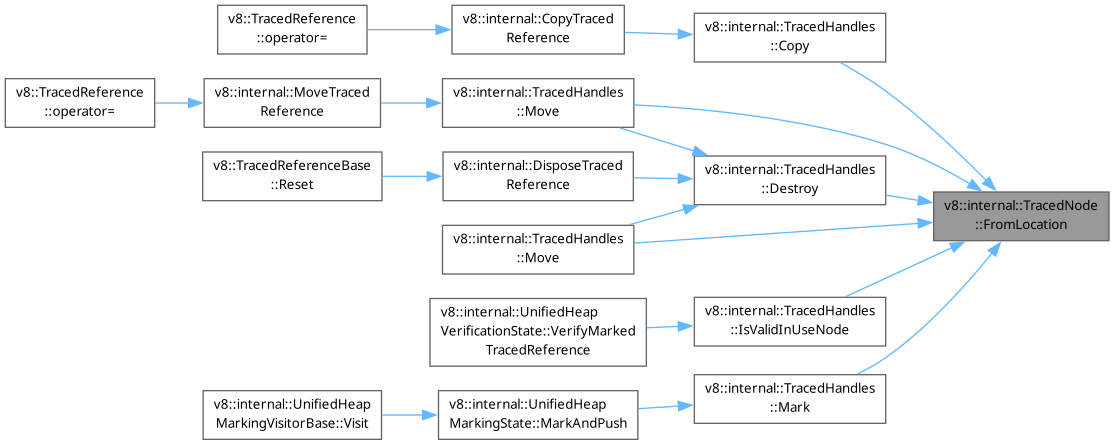 v8::TracedReference
::operator=
v8::internal::CopyTraced
Reference
v8::internal::TracedHandles
::Copy
v8::TracedReference
::operator=
v8::internal::MoveTraced
Reference
v8::internal::TracedHandles
::Move
v8::TracedReferenceBase
::Reset
v8::internal::DisposeTraced
Reference
v8::internal::TracedHandles
::Destroy
v8::internal::TracedNode
::FromLocation
v8::internal::TracedHandles
::Move
v8::internal::UnifiedHeap
VerificationState::VerifyMarked
TracedReference
v8::internal::TracedHandles
::IsValidInUseNode
v8::internal::UnifiedHeap
MarkingVisitorBase::Visit
v8::internal::UnifiedHeap
MarkingState::MarkAndPush
v8::internal::TracedHandles
::Mark